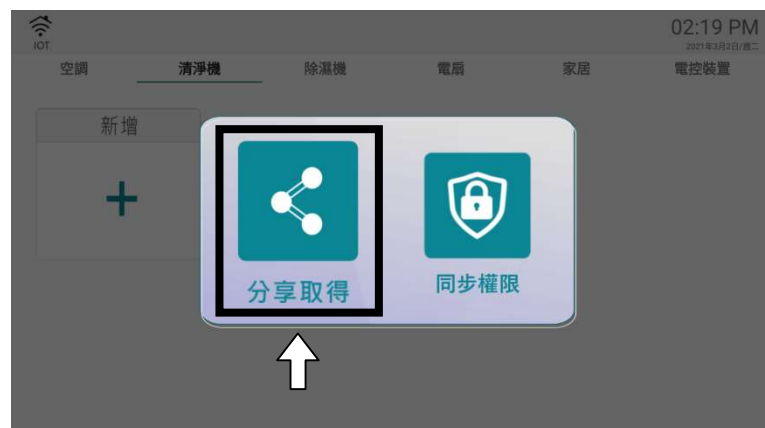 IOT
02:19 PM
2021年3月2日/週二
空調 清淨機 除濕機 電扇 家居 電控裝置
新增
分享取得 同步權限